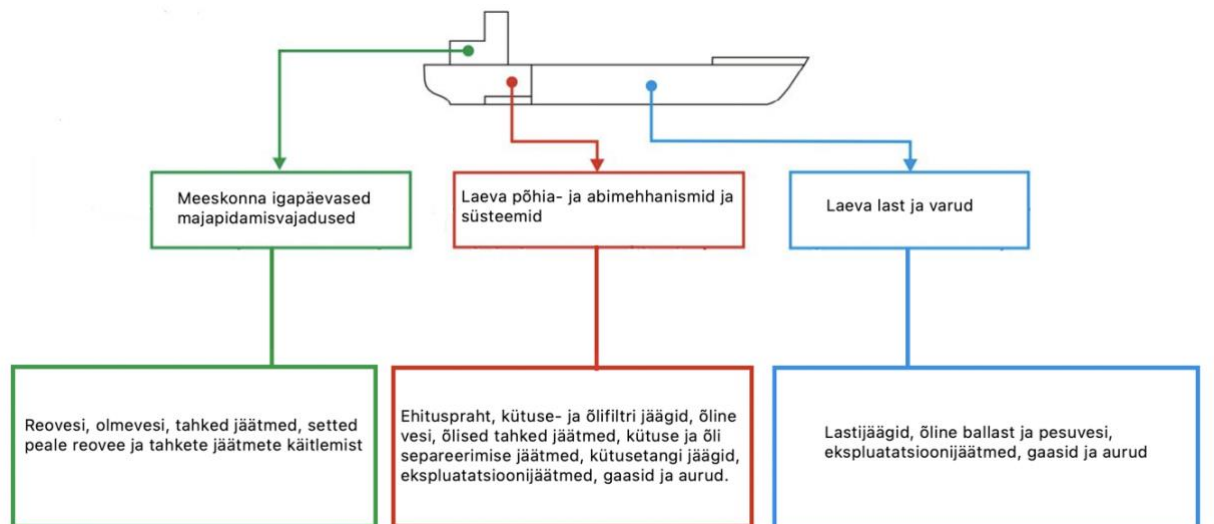 Meeskonna igapäevased
majapidamisvajadused
Laeva põhia- ja abimehhanismid ja
süsteemid
Laeva last ja varud
Reovesi, olmevesi, tahked jäätmed, setted
peale reovee ja tahkete jäätmete käitlemist
Ehituspraht, kütuse- ja õlifiltri jäägid, õline
vesi, õlised tahked jäätmed, kütuse ja õli
separeerimise jäätmed, kütusetangi jäägid,
ekspluatatsioonijäätmed, gaasid ja aurud.
Lastijäägid, õline ballast ja pesuvesi,
ekspluatatsioonijäätmed, gaasid ja aurud